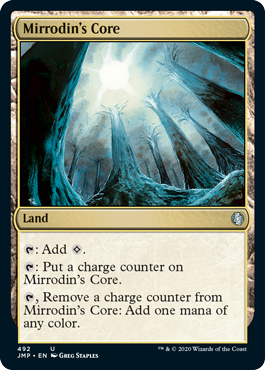 Mirrodin's Core
Land
: Add .
: Put a charge counter on
Mirrodin's Core.
, Remove a charge counter from
Mirrodin's Core: Add one mana of
any color.
492 U
JMP • EN Greg Staples ™ & © 2020 Wizards of the Coast